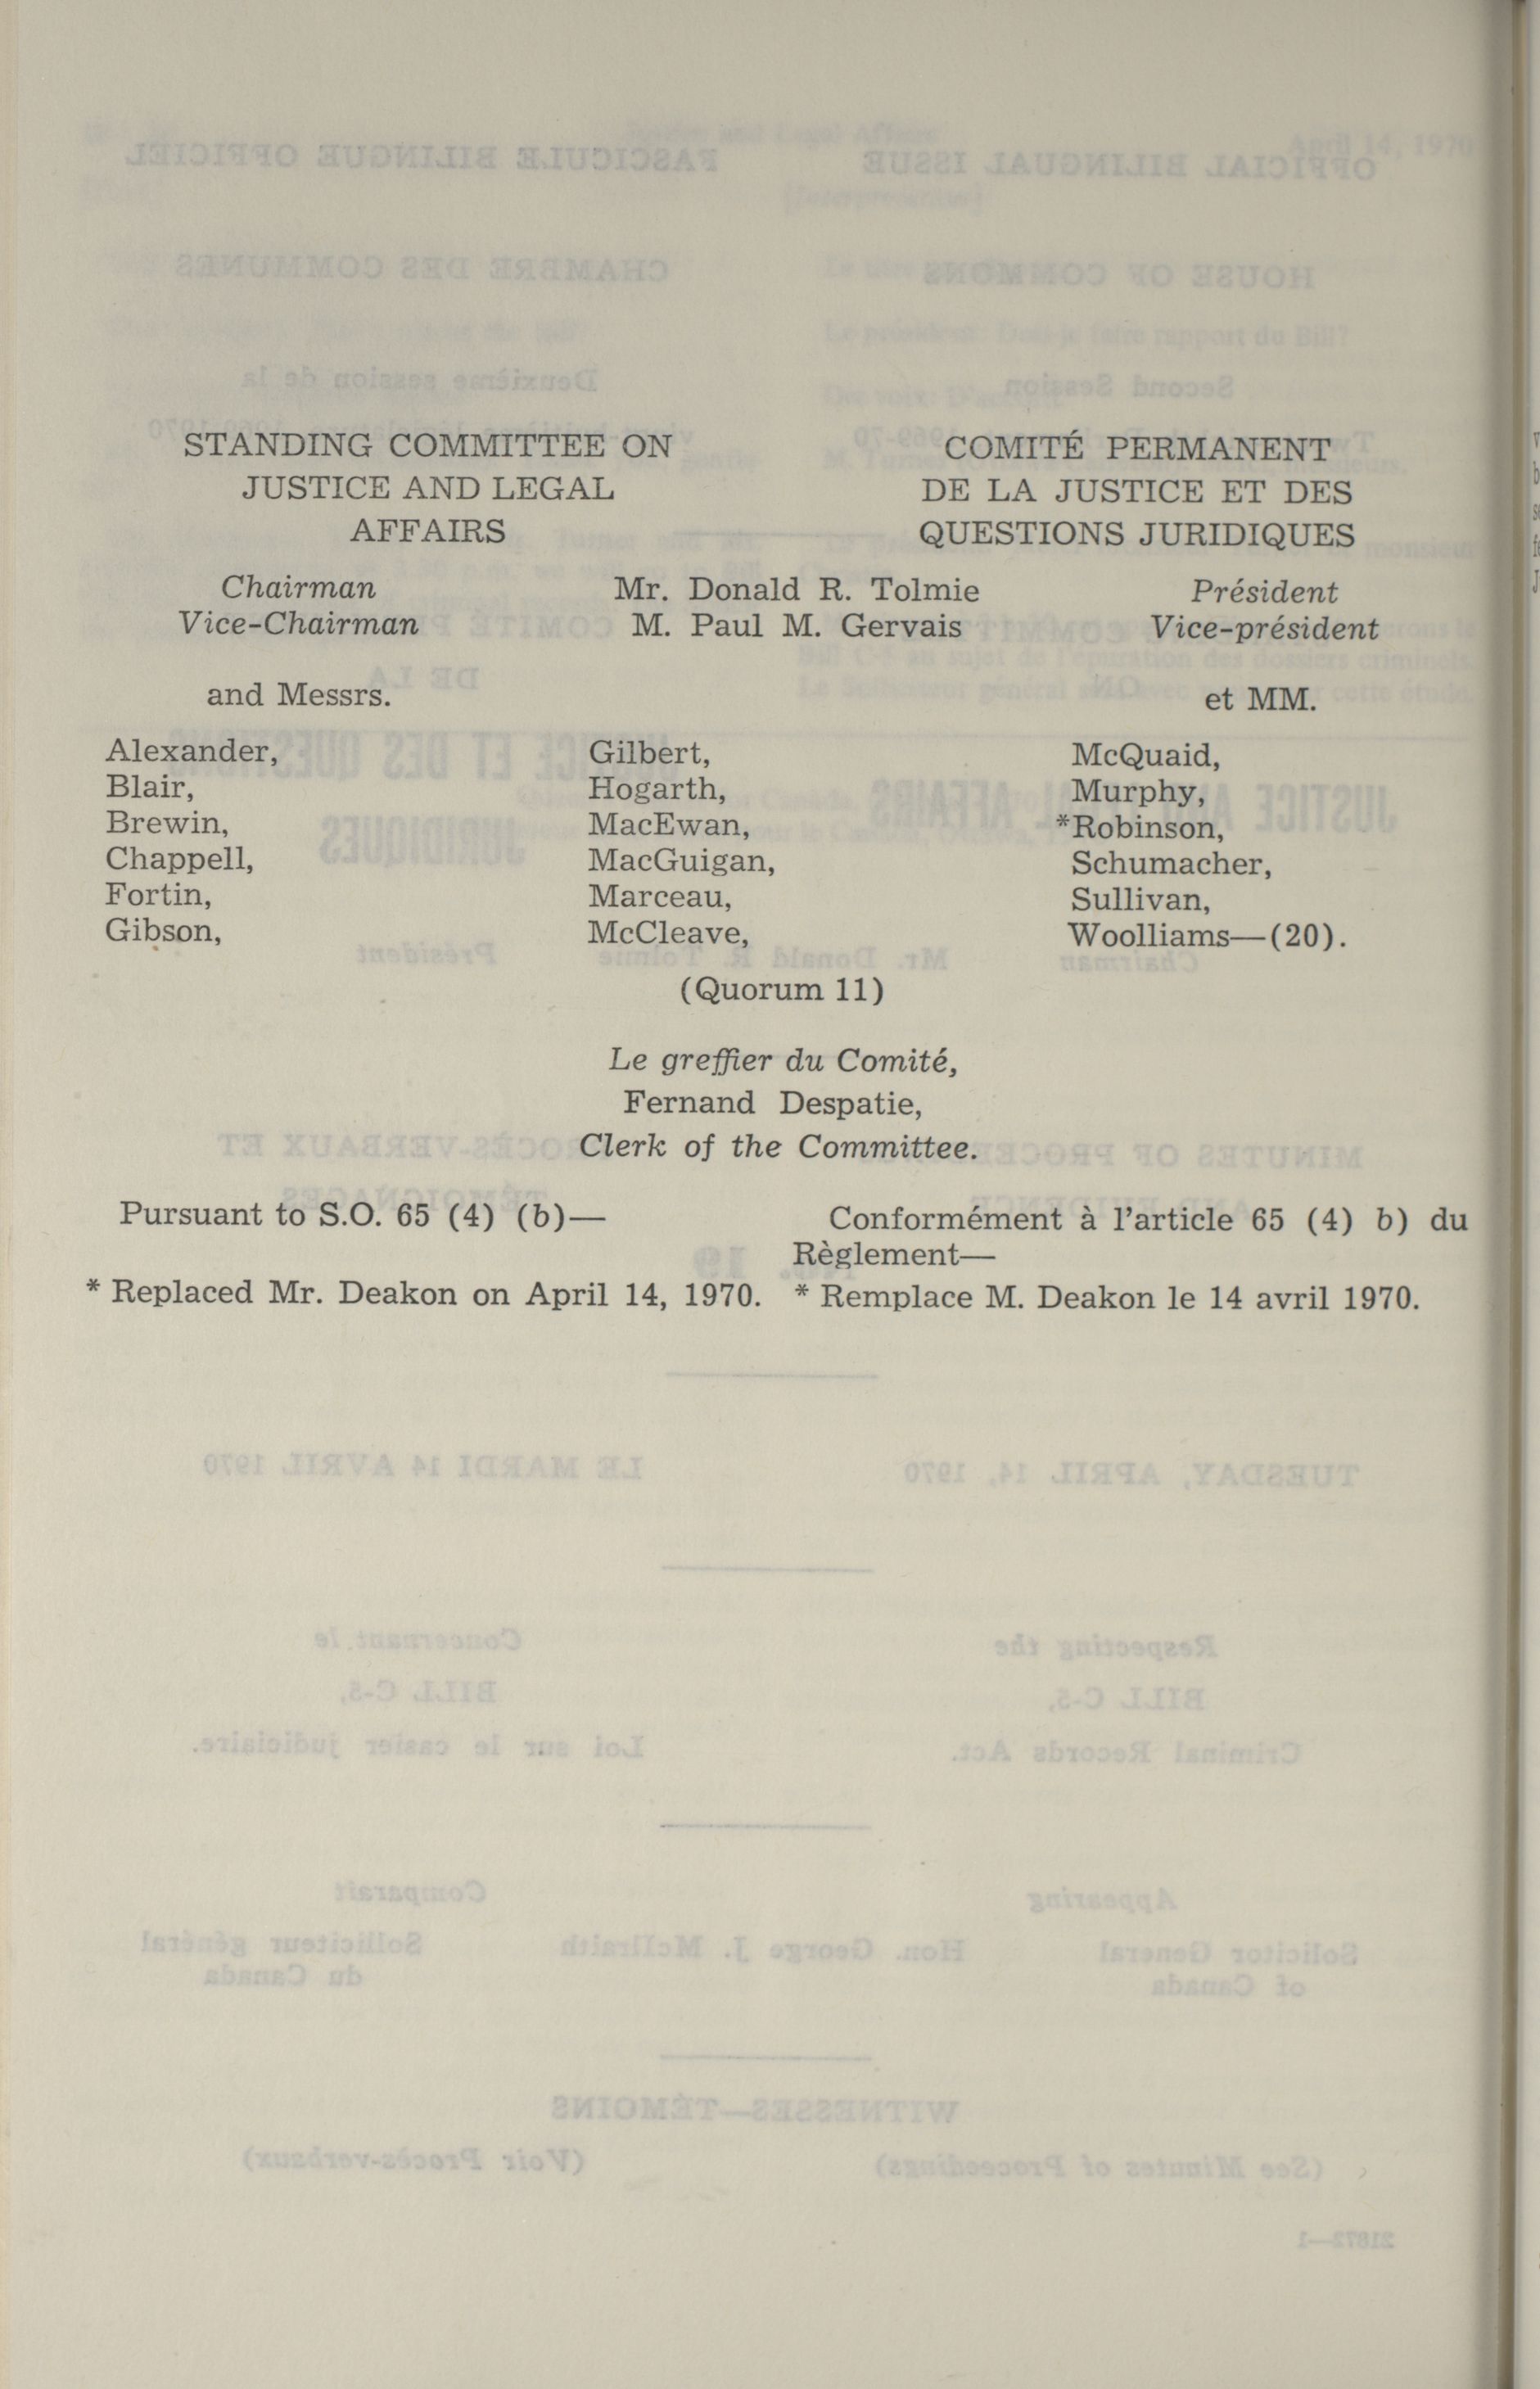 STANDING COMMITTEE ON
JUSTICE AND LEGAL
AFFAIRS
COMITÉ PERMANENT
DE LA JUSTICE ET DES
QUESTIONS JURIDIQUES
Chairman Mr. Donald R. Tolmie Président
Vice-Chairman M. Paul M. Gervais Vice-président
and Messrs. et MM.
Alexander,
Blair,
Brewin,
Chappell,
Fortin,
Gibson,
Gilbert,
Hogarth,
MacEwan,
MacGuigan,
Marceau,
McCleave,
McQuaid,
Murphy,
*Robinson,
Schumacher,
Sullivan,
Woolliams—(20).
(Quorum 11)
Le greffier du Comité,
Fernand Despatie,
Clerk of the Committee.
Pursuant to S.O. 65 (4) (b)—
* Replaced Mr. Deakon on April 14, 1970.
Conformément à l'article 65 (4) b) du
Règlement—
* Remplace M. Deakon le 14 avril 1970.